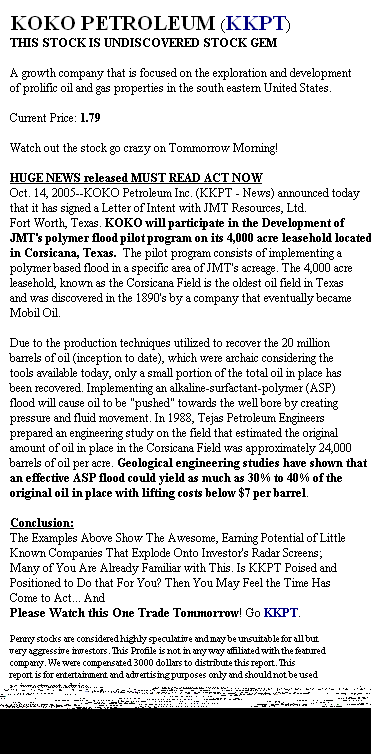 KOKO PETROLEUM (KKPT)
THIS STOCK IS UNDISCOVERED STOCK GEM
A growth company that is focused on the exploration and development
of prolific oil and gas properties in the south eastern United States.
Current Price: 1.79
Watch out the stock go crazy on Tommorrow Morning!
HUGE NEWS released MUST READ ACT NOW
Oct. 14, 2005--KOKO Petroleum Inc. (KKPT - News) announced today
that it has signed a Letter of Intent with JMT Resources, Ltd.
Fort Worth, Texas. KOKO will participate in the Development of
JMT's polymer flood pilot program on its 4,000 acre leasehold located
in Corsicana, Texas. The pilot program consists of implementing a
polymer based flood in a specific area of JMT's acreage. The 4,000 acre
leasehold, known as the Corsicana Field is the oldest oil field in Texas
and was discovered in the 1890's by a company that eventually became
Mobil Oil.
Due to the production techniques utilized to recover the 20 million
barrels of oil (inception to date), which were archaic considering the
tools available today, only a small portion of the total oil in place has
been recovered. Implementing an alkaline-surfactant-polymer (ASP)
flood will cause oil to be "pushed" towards the well bore by creating
pressure and fluid movement. In 1988, Tejas Petroleum Engineers
prepared an engineering study on the field that estimated the original
amount of oil in place in the Corsicana Field was approximately 24,000
barrels of oil per acre. Geological engineering studies have shown that
an effective ASP flood could yield as much as 30% to 40% of the
original oil in place with lifting costs below $7 per barrel.
Conclusion:
The Examples Above Show The Awesome, Earning Potential of Little
Known Companies That Explode Onto Investor's Radar Screens;
Many of You Are Already Familiar with This. Is KKPT Poised and
Positioned to Do that For You? Then You May Feel the Time Has
Come to Act... And
Please Watch this One Trade Tommorrow! Go KKPT.
Penny stocks are considered highly speculative and may be unsuitable for all but
very aggressive investors. This Profile is not in any way affiliated with the featured
company. We were compensated 3000 dollars to distribute this report. This
report is for entertainment and advertising purposes only and should not be used
as investment advice.